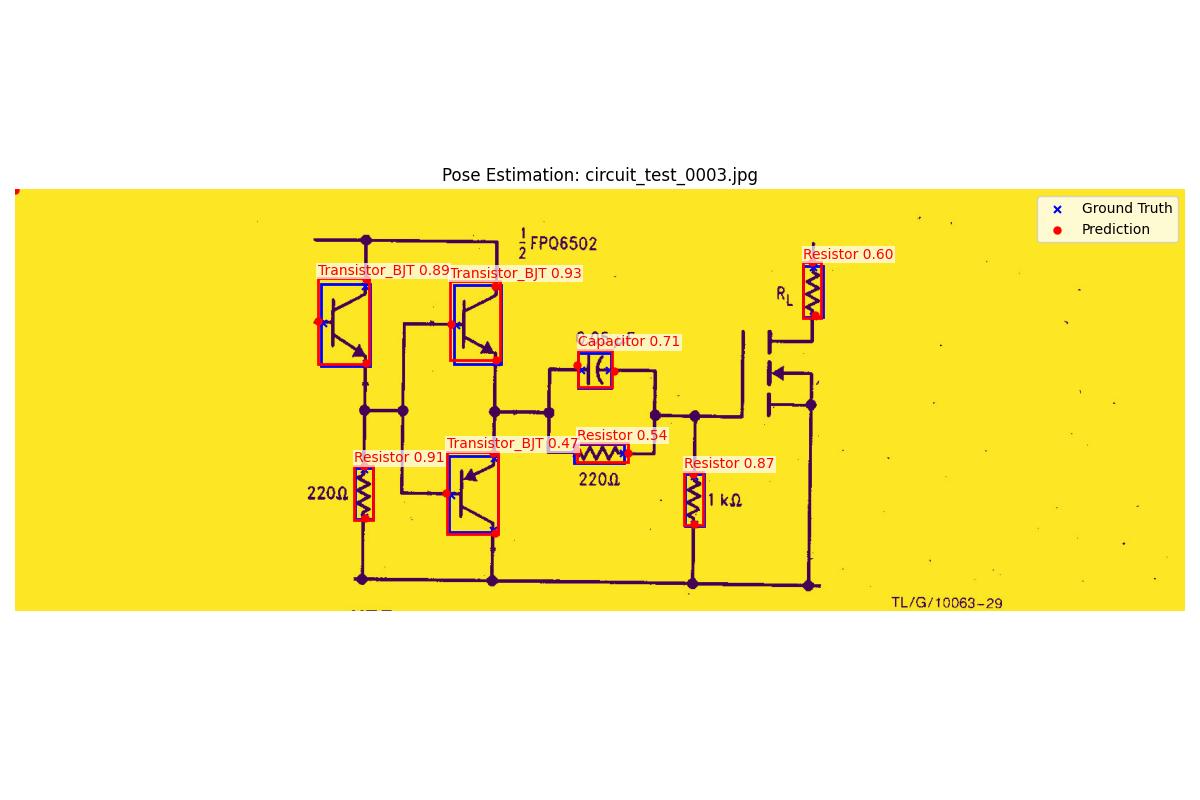 Pose Estimation: circuit_test_0003.jpg
Ground Truth
Prediction
1/2 FPQ6502
Resistor 0.60
Transistor_BJT 0.89
Transistor_BJT 0.93
RL
Capacitor 0.71
Resistor 0.54
Transistor_BJT 0.47
Resistor 0.91
Resistor 0.87
220Ω
220Ω
1 kΩ
TL/G/10063-29